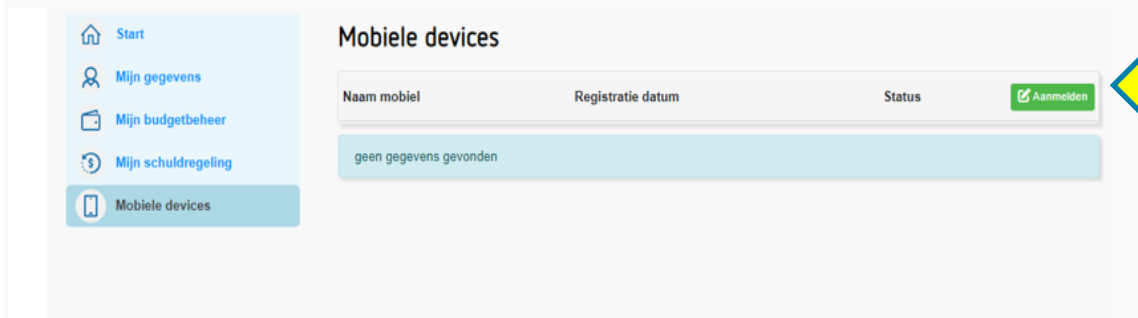 Start
Mijn gegevens
Mijn budgetbeheer
Mijn schuldregeling
Mobiele devices
Mobiele devices
Naam mobiel Registratie datum Status Aanmelden
geen gegevens gevonden